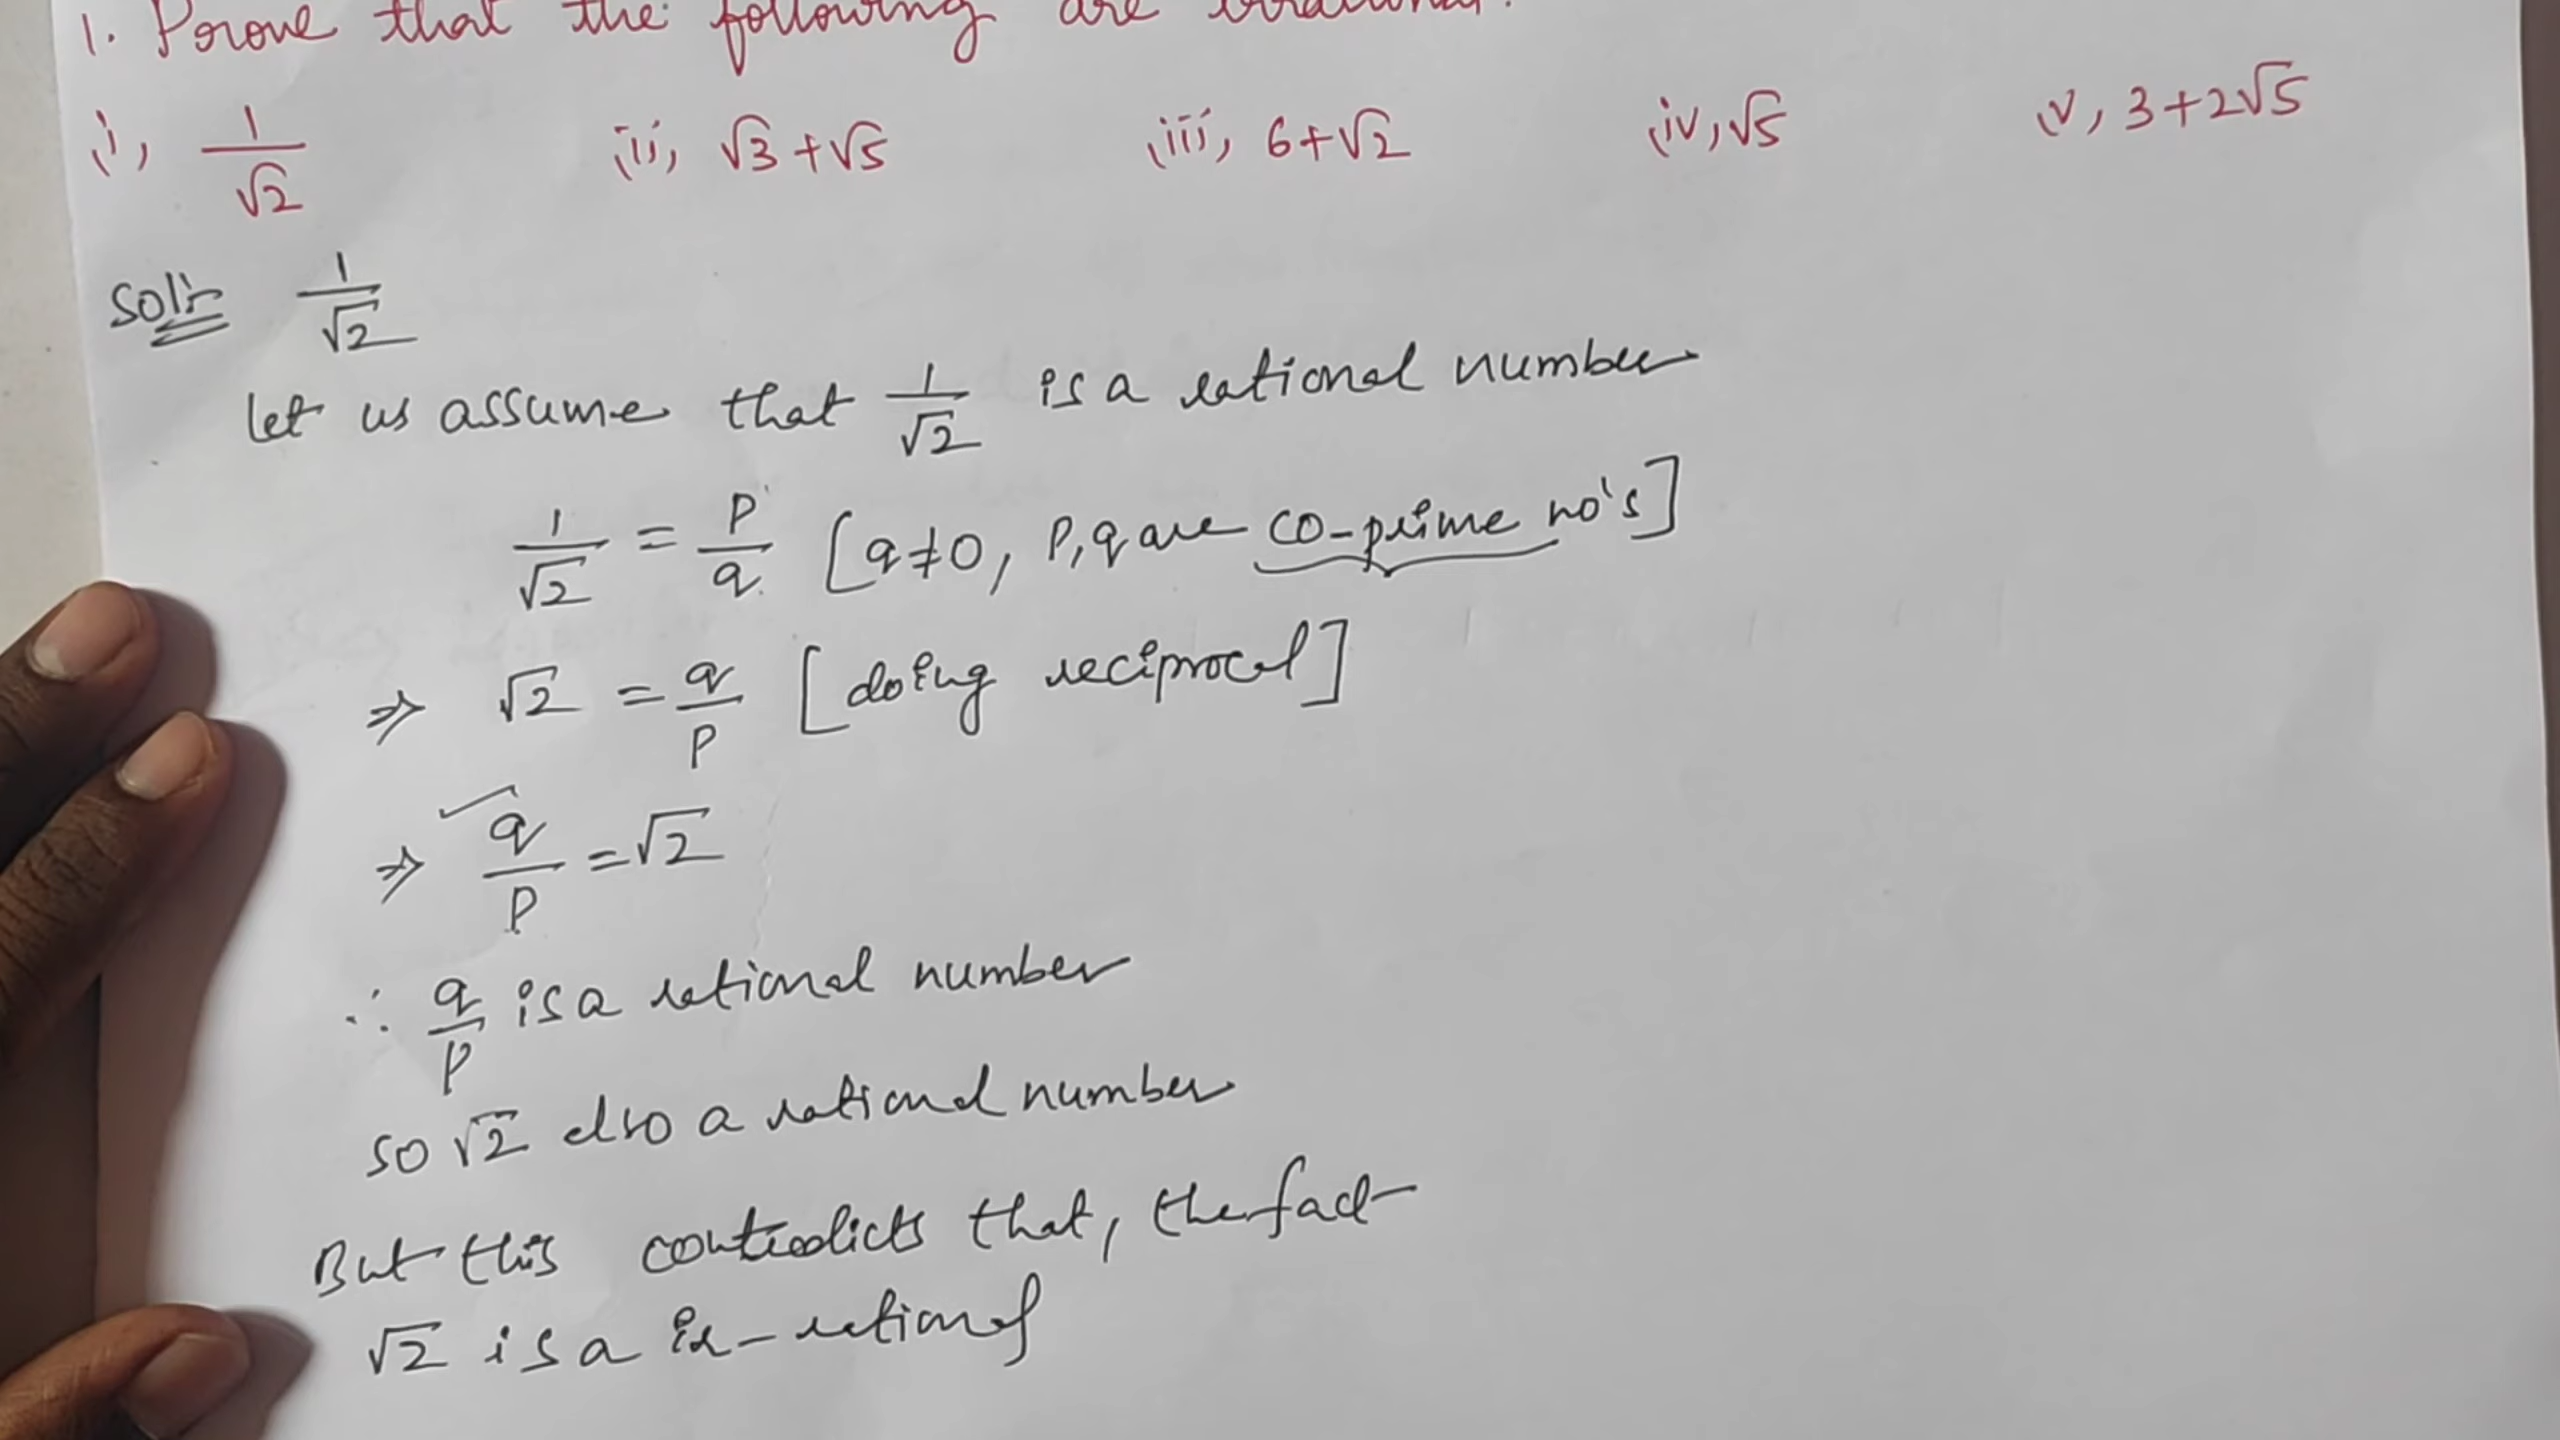 1. Prove that the following are irrational.
(i), 1/√2 (ii), √3+√5 (iii), 6+√2 (iv), √5 (v), 3+2√5
Sol:- 1/√2
let us assume that 1/√2 is a rational number
1/√2 = P/q [q≠0, P,q are co-prime no's]
⇒ √2 = q/P [doing reciprocal]
⇒ q/P = √2
∴ q/P is a rational number
so √2 also a rational number
But this contradicts that, the fact
√2 is a ir-rational